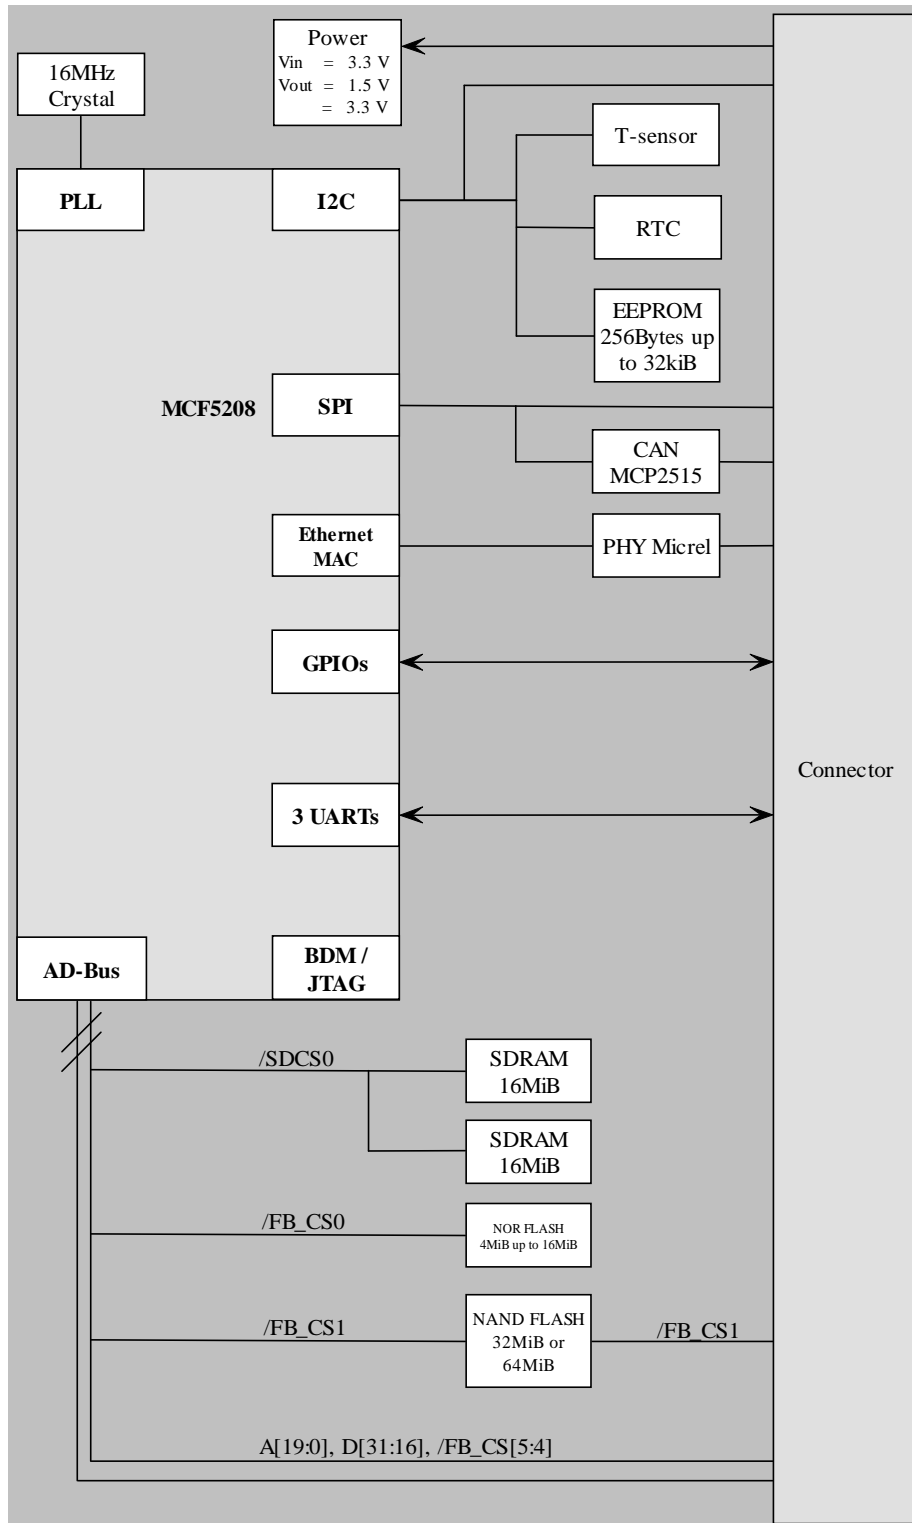 Power
Vin = 3.3 V
Vout = 1.5 V
= 3.3 V
16MHz
Crystal
T-sensor
PLL
I2C
RTC
EEPROM
256Bytes up
to 32kiB
MCF5208
SPI
CAN
MCP2515
Ethernet
MAC
PHY Micrel
GPIOs
Connector
3 UARTs
AD-Bus
BDM /
JTAG
/SDCS0
SDRAM
16MiB
SDRAM
16MiB
/FB_CS0
NOR FLASH
4MiB up to 16MiB
/FB_CS1
NAND FLASH
32MiB or
64MiB
/FB_CS1
A[19:0], D[31:16], /FB_CS[5:4]